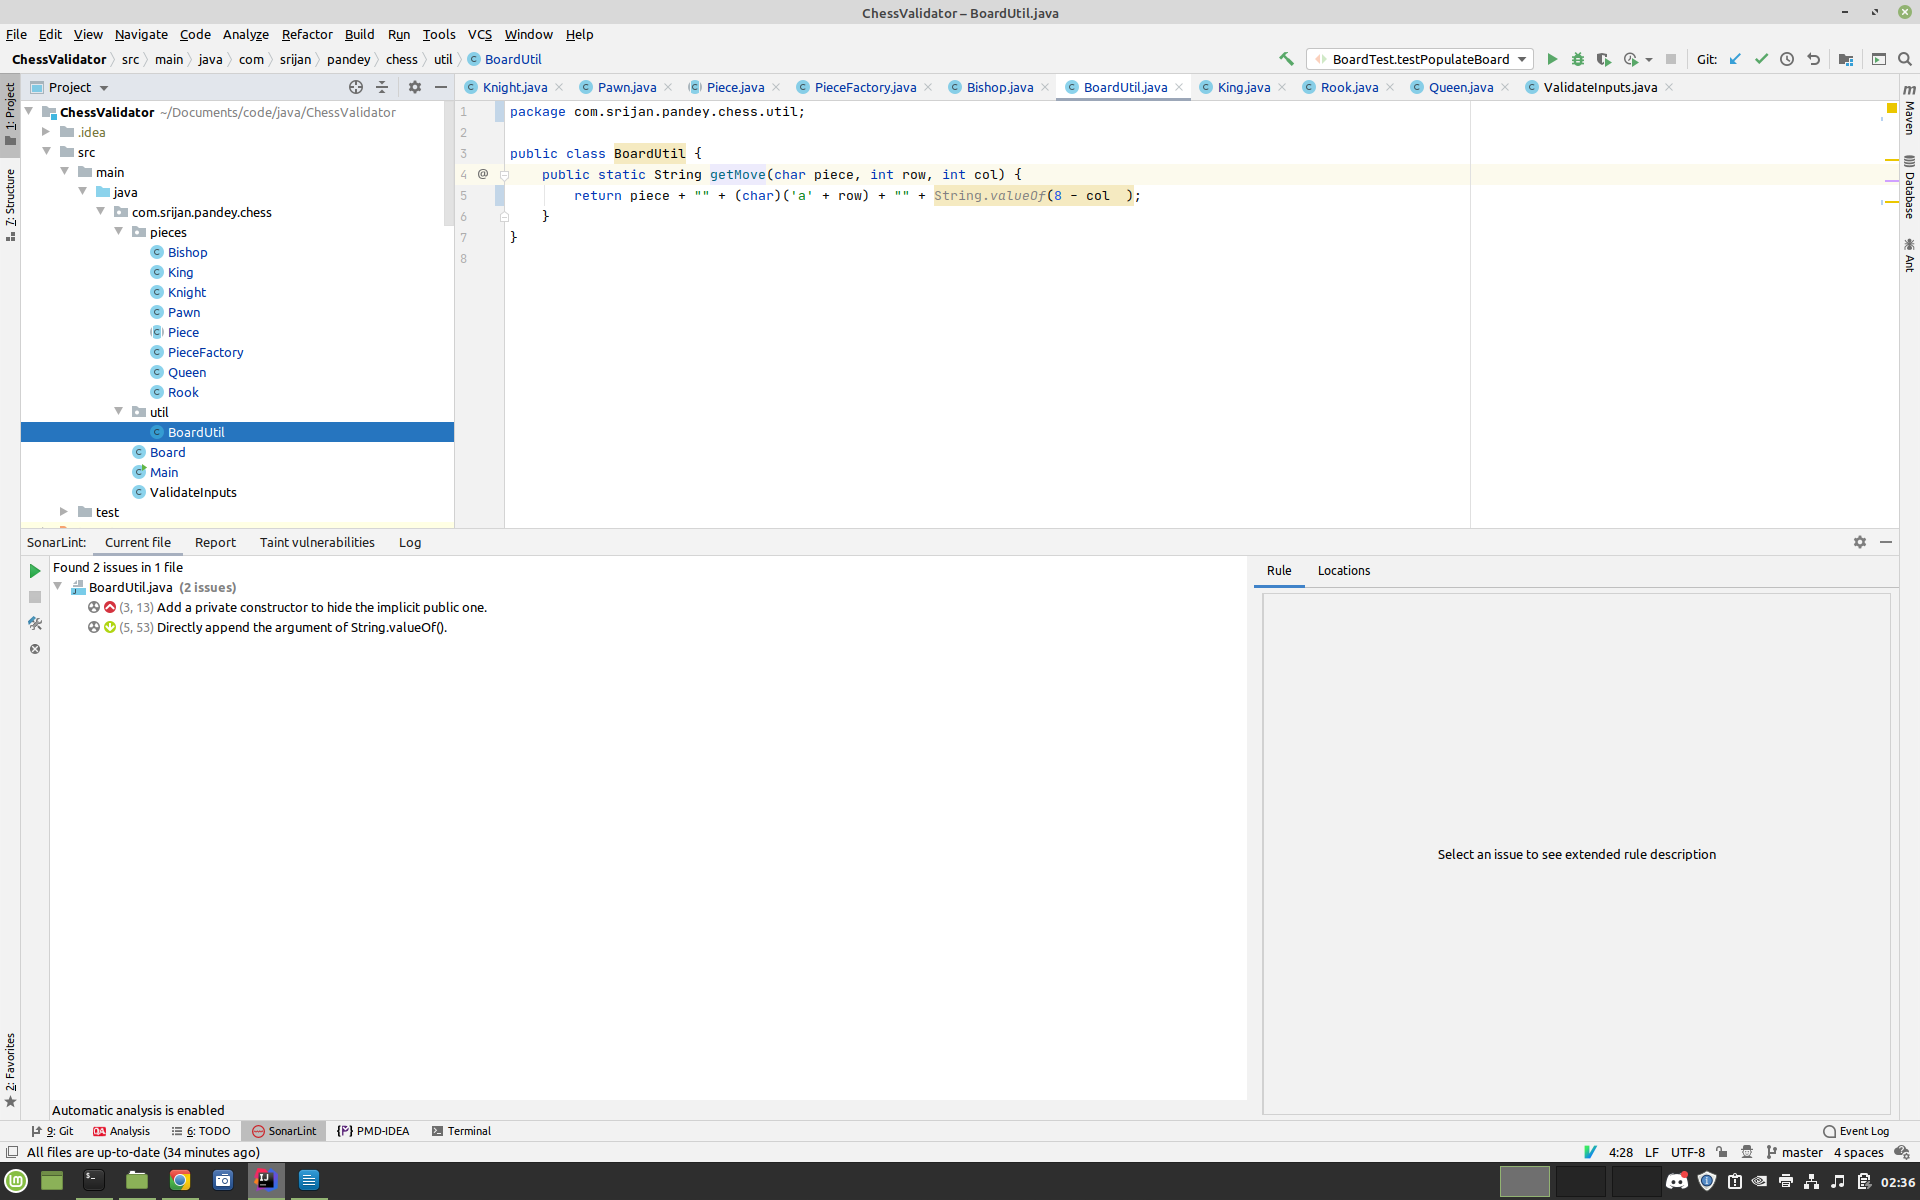 ChessValidator – BoardUtil.java
File Edit View Navigate Code Analyze Refactor Build Run Tools VCS Window Help
ChessValidator src main java com srijan pandey chess util BoardUtil
BoardTest.testPopulateBoard Git:
Project
Knight.java Pawn.java Piece.java PieceFactory.java Bishop.java BoardUtil.java King.java Rook.java Queen.java ValidateInputs.java
1: Project
7: Structure
2: Favorites
ChessValidator ~/Documents/code/java/ChessValidator
.idea
src
main
java
com.srijan.pandey.chess
pieces
Bishop
King
Knight
Pawn
Piece
PieceFactory
Queen
Rook
util
BoardUtil
Board
Main
ValidateInputs
test
1 package com.srijan.pandey.chess.util;
2
3 public class BoardUtil {
4 @ public static String getMove(char piece, int row, int col) {
5 return piece + "" + (char)('a' + row) + "" + String.valueOf(8 - col  );
6 }
7 }
8
Maven
Database
Ant
SonarLint: Current file Report Taint vulnerabilities Log
Found 2 issues in 1 file
BoardUtil.java (2 issues)
(3, 13) Add a private constructor to hide the implicit public one.
(5, 53) Directly append the argument of String.valueOf().
Automatic analysis is enabled
Rule Locations
Select an issue to see extended rule description
9: Git Analysis 6: TODO SonarLint PMD-IDEA Terminal Event Log
All files are up-to-date (34 minutes ago) 4:28 LF UTF-8 master 4 spaces
02:36